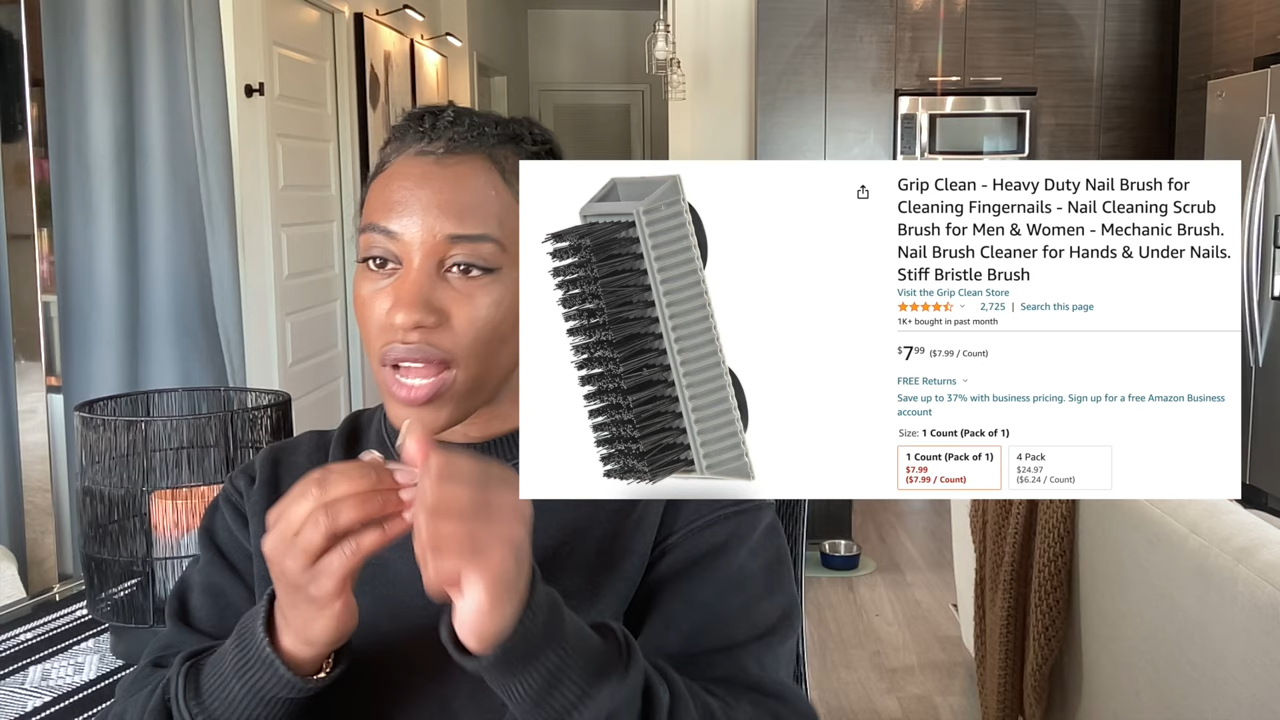 Grip Clean - Heavy Duty Nail Brush for
Cleaning Fingernails - Nail Cleaning Scrub
Brush for Men & Women - Mechanic Brush.
Nail Brush Cleaner for Hands & Under Nails.
Stiff Bristle Brush
Visit the Grip Clean Store
2,725 | Search this page
1K+ bought in past month
$7.99 ($7.99 / Count)
FREE Returns
Save up to 37% with business pricing. Sign up for a free Amazon Business
account
Size: 1 Count (Pack of 1)
1 Count (Pack of 1)
$7.99
($7.99 / Count)
4 Pack
$24.97
($6.24 / Count)